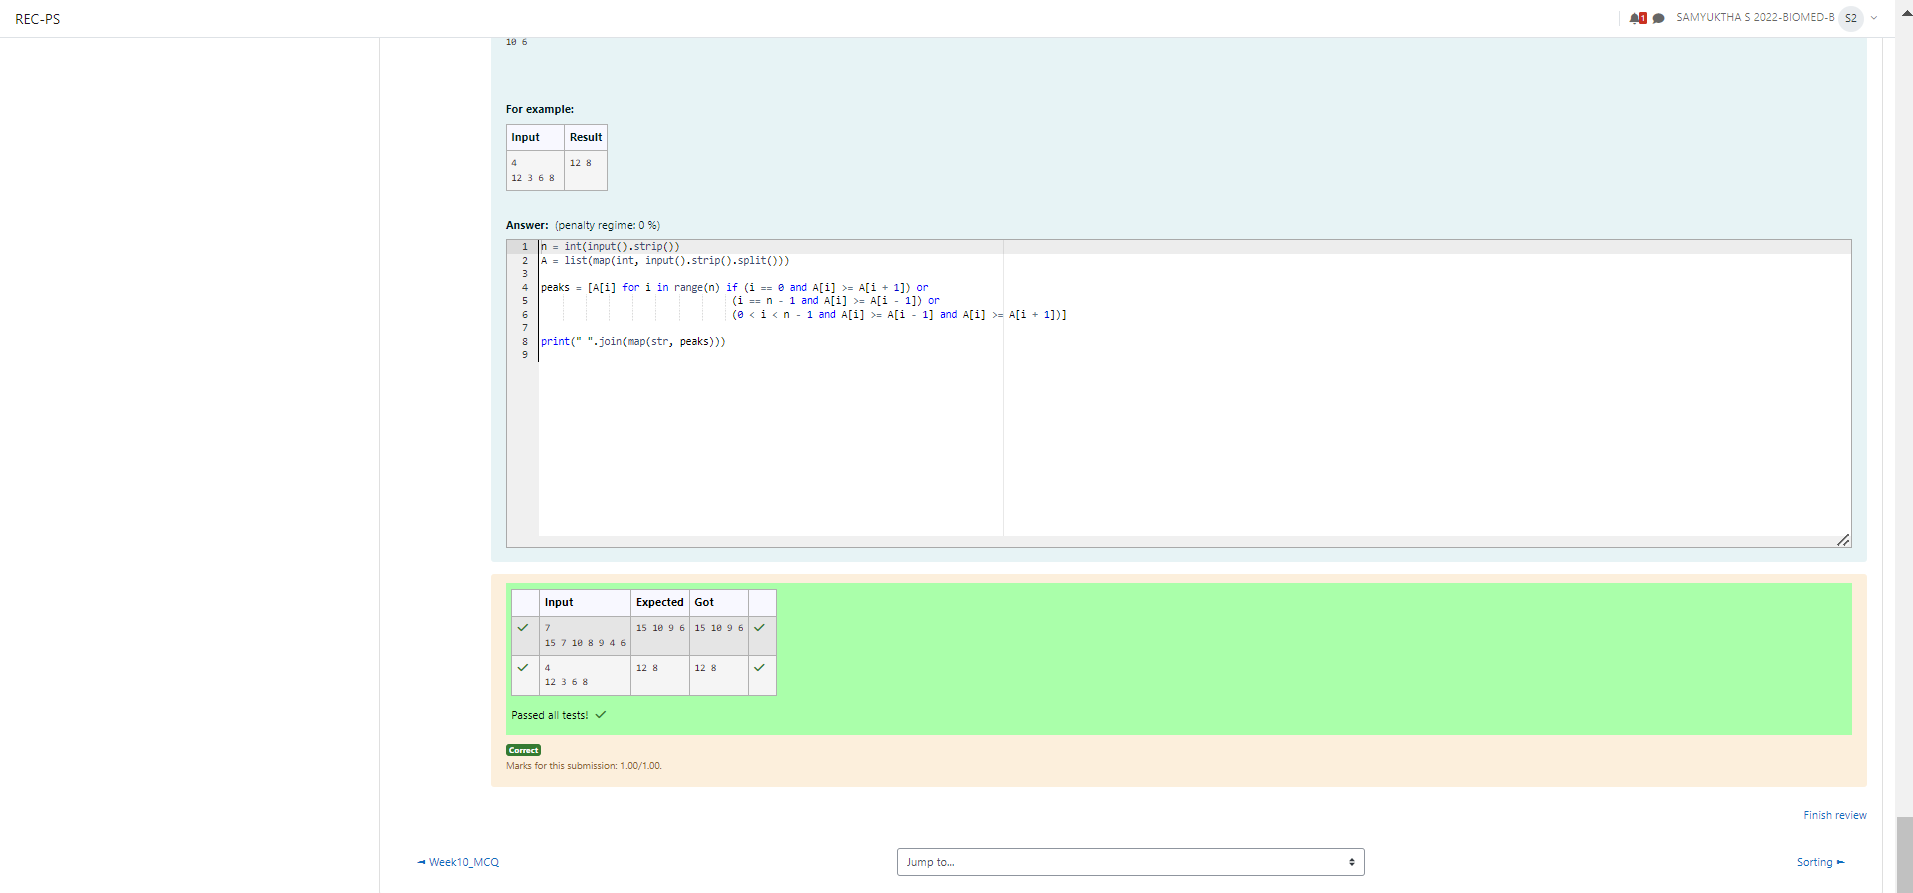 REC-PS
1
SAMYUKTHA S 2022-BIOMED-B S2
10 6
For example:
Input Result
4 12 8
12 3 6 8
Answer: (penalty regime: 0 %)
1 n = int(input().strip())
2 A = list(map(int, input().strip().split()))
3
4 peaks = [A[i] for i in range(n) if (i == 0 and A[i] >= A[i + 1]) or
5 (i == n - 1 and A[i] >= A[i - 1]) or
6 (0 < i < n - 1 and A[i] >= A[i - 1] and A[i] >= A[i + 1])]
7
8 print(" ".join(map(str, peaks)))
9
Input Expected Got
7 15 10 9 6 15 10 9 6
15 7 10 8 9 4 6
4 12 8 12 8
12 3 6 8
Passed all tests!
Correct
Marks for this submission: 1.00/1.00.
Finish review
◄ Week10_MCQ
Jump to...
Sorting ►